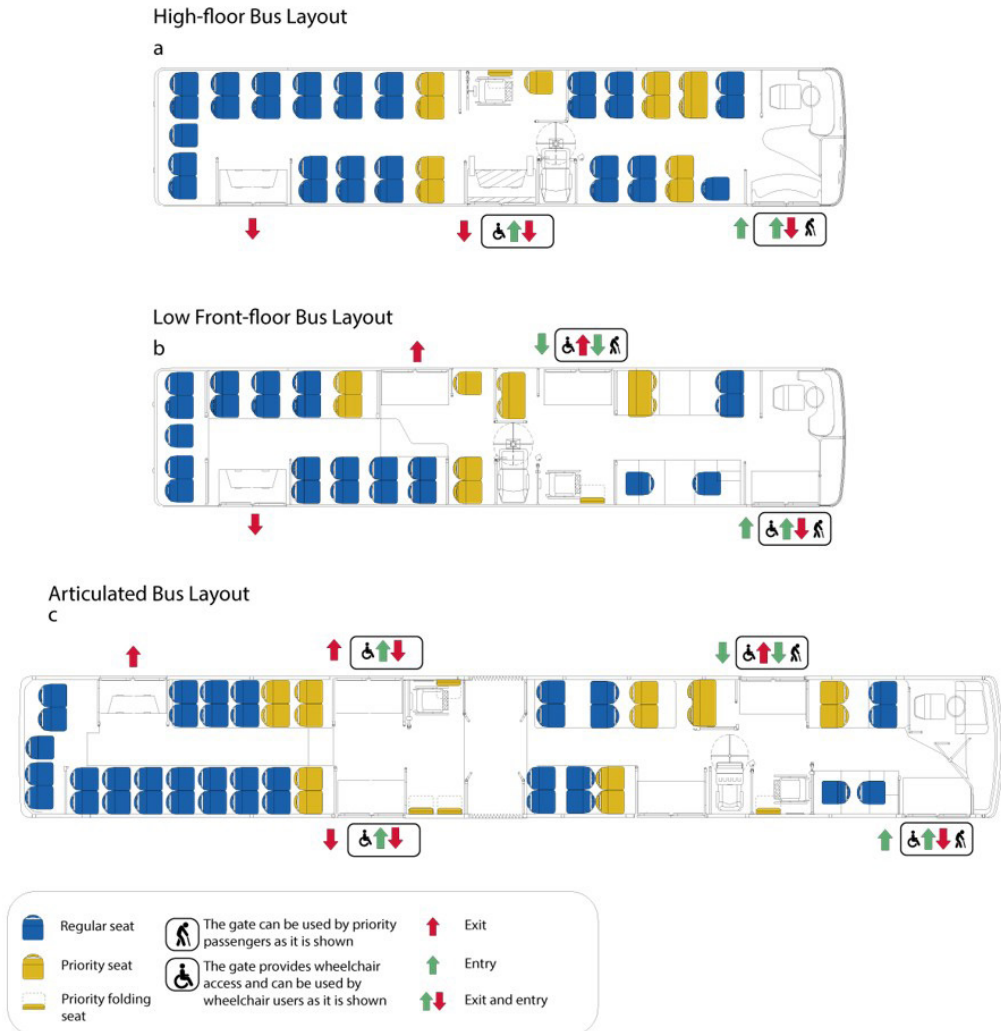 High-floor Bus Layout
a
Low Front-floor Bus Layout
b
Articulated Bus Layout
c
Regular seat
Priority seat
Priority folding
seat
The gate can be used by priority
passengers as it is shown
The gate provides wheelchair
access and can be used by
wheelchair users as it is shown
Exit
Entry
Exit and entry